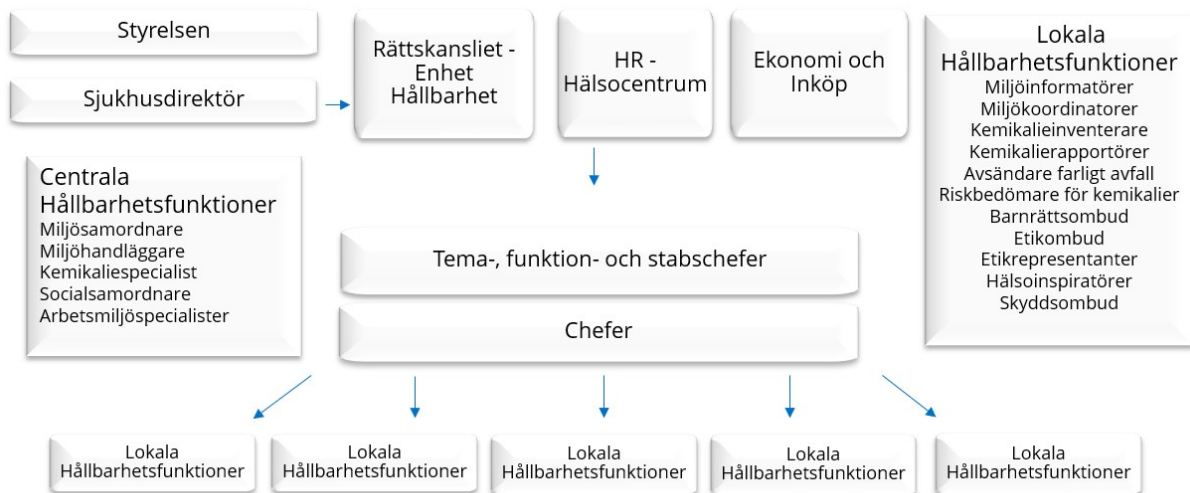 Styrelsen
Sjukhusdirektör
Rättskansliet -
Enhet
Hållbarhet
HR -
Hälsocentrum
Ekonomi och
Inköp
Lokala
Hållbarhetsfunktioner
Miljöinformatörer
Miljökoordinatorer
Kemikalieinventerare
Kemikalierapportörer
Avsändare farligt avfall
Riskbedömare för kemikalier
Barnrättsombud
Etikombud
Etikrepresentanter
Hälsoinspiratörer
Skyddsombud
Centrala
Hållbarhetsfunktioner
Miljösamordnare
Miljöhandläggare
Kemikaliespecialist
Socialsamordnare
Arbetsmiljöspecialister
Tema-, funktion- och stabschefer
Chefer
Lokala
Hållbarhetsfunktioner
Lokala
Hållbarhetsfunktioner
Lokala
Hållbarhetsfunktioner
Lokala
Hållbarhetsfunktioner
Lokala
Hållbarhetsfunktioner